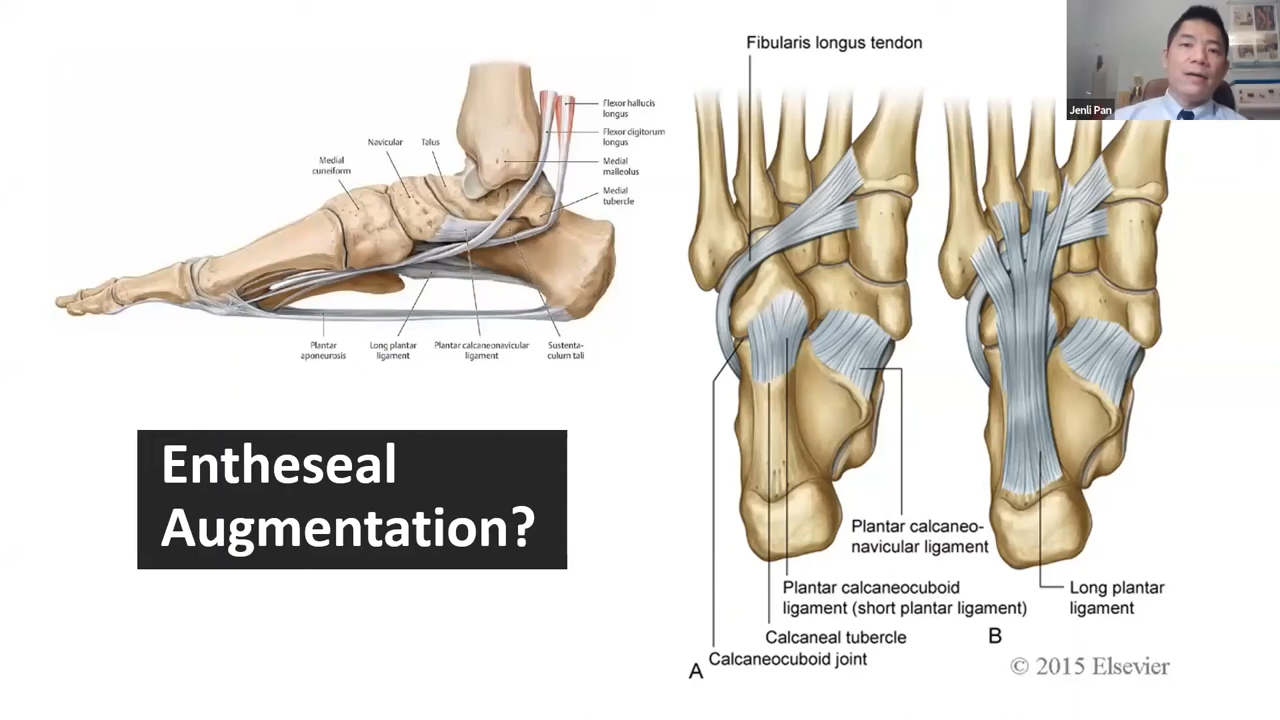 Flexor hallucis
longus
Flexor digitorum
longus
Medial
malleolus
Medial
tubercle
Navicular
Talus
Medial
cuneiform
Plantar
aponeurosis
Long plantar
ligament
Plantar calcaneonavicular
ligament
Sustenta-
culum tali
Entheseal
Augmentation?
Fibularis longus tendon
Plantar calcaneo-
navicular ligament
Plantar calcaneocuboid
ligament (short plantar ligament)
Calcaneal tubercle
Calcaneocuboid joint
A
Long plantar
ligament
B
© 2015 Elsevier
Jenli Pan